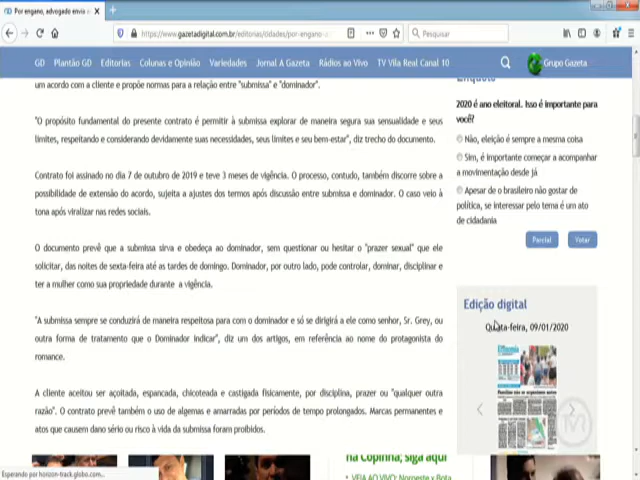 Por engano, advogado envia
https://www.gazetadigital.com.br/editorias/cidades/por-engano-
Pesquisar
GD Plantão GD Editorias Colunas e Opinião Variedades Jornal A Gazeta Rádios ao Vivo TV Vila Real Canal 10 Grupo Gazeta
um acordo com a cliente e propõe normas para a relação entre "submissa" e "dominador".
"O propósito fundamental do presente contrato é permitir à submissa explorar de maneira segura sua sensualidade e seus
limites, respeitando e considerando devidamente suas necessidades, seus limites e seu bem-estar", diz trecho do documento.
Contrato foi assinado no dia 7 de outubro de 2019 e teve 3 meses de vigência. O processo, contudo, também discorre sobre a
possibilidade de extensão do acordo, sujeita a ajustes dos termos após discussão entre submissa e dominador. O caso veio à
tona após viralizar nas redes sociais.
O documento prevê que a submissa sirva e obedeça ao dominador, sem questionar ou hesitar o "prazer sexual" que ele
solicitar, das noites de sexta-feira até as tardes de domingo. Dominador, por outro lado, pode controlar, dominar, disciplinar e
ter a mulher como sua propriedade durante a vigência.
"A submissa sempre se conduzirá de maneira respeitosa para com o dominador e só se dirigirá a ele como senhor, Sr. Grey, ou
outra forma de tratamento que o Dominador indicar", diz um dos artigos, em referência ao nome do protagonista do
romance.
A cliente aceitou ser açoitada, espancada, chicoteada e castigada fisicamente, por disciplina, prazer ou "qualquer outra
razão". O contrato prevê também o uso de algemas e amarradas por períodos de tempo prolongados. Marcas permanentes e
atos que causem dano sério ou risco à vida da submissa foram proibidos.
Enquete
2020 é ano eleitoral. Isso é importante para
você?
Não, eleição é sempre a mesma coisa
Sim, é importante começar a acompanhar
a movimentação desde já
Apesar de o brasileiro não gostar de
política, se interessar pelo tema é um ato
de cidadania
Parcial Votar
Edição digital
Quinta-feira, 09/01/2020
na Copinha; siga aqui
VEJA AO VIVO: Noroeste x Bota
Esperando por horizon-track.globo.com...